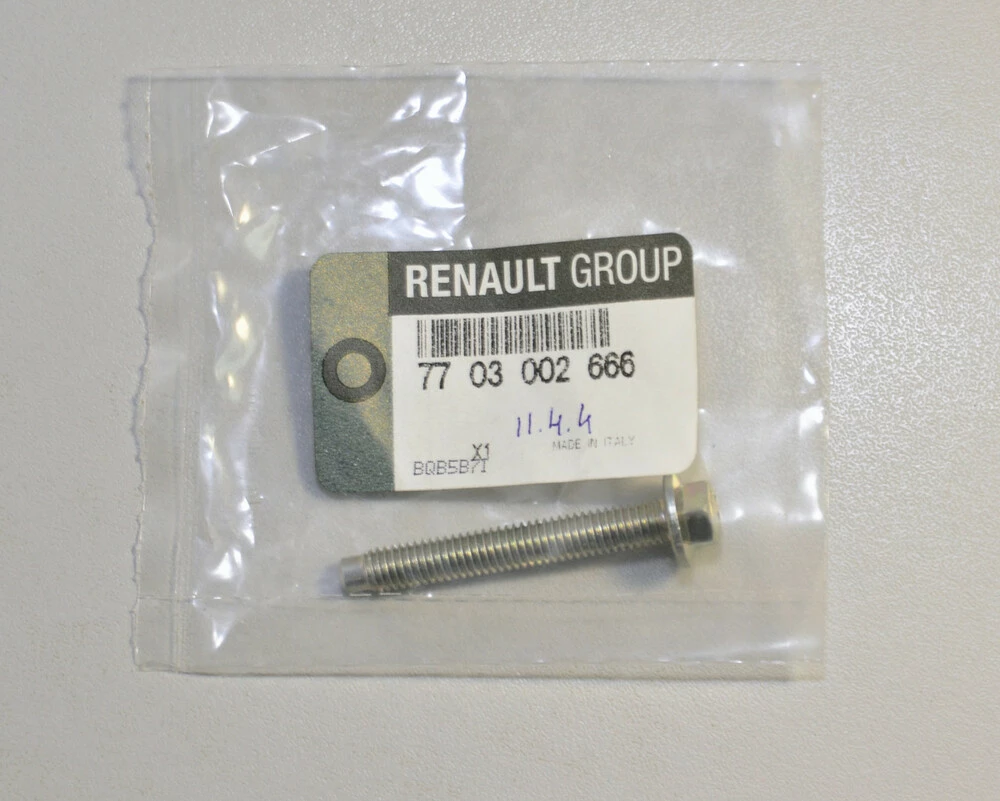 RENAULT GROUP
77 03 002 666
11.4.4
MADE IN ITALY
X1
BQB5B7I